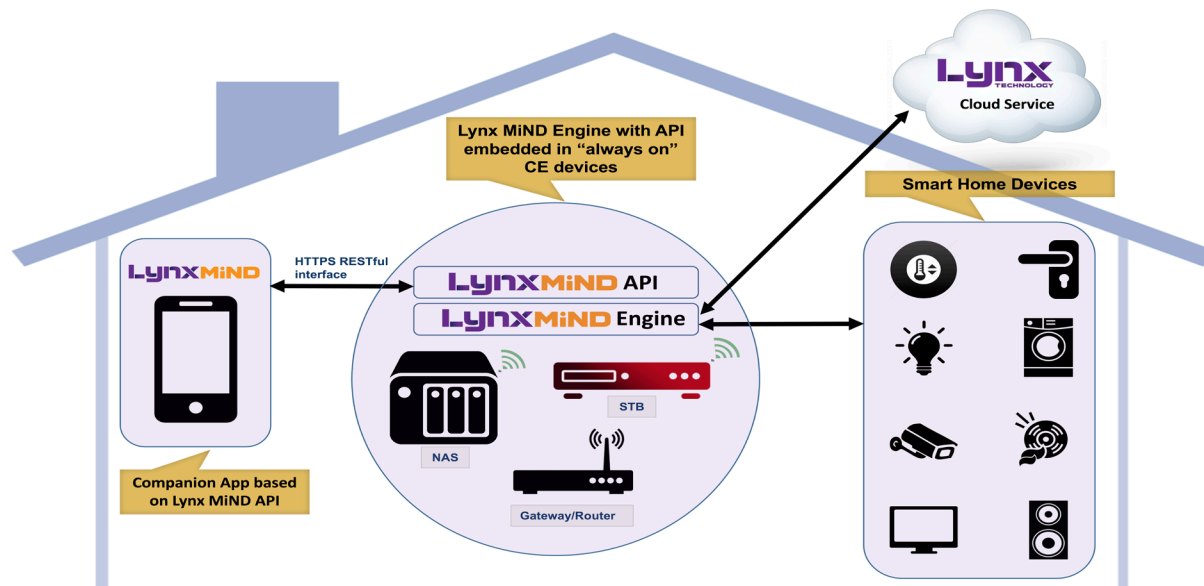 Lynx
TECHNOLOGY
Cloud Service
Lynx MiND Engine with API
embedded in “always on”
CE devices
Smart Home Devices
LynxMiND
HTTPS RESTful
interface
LynxMiND API
LynxMiND Engine
STB
NAS
Gateway/Router
Companion App based
on Lynx MiND API